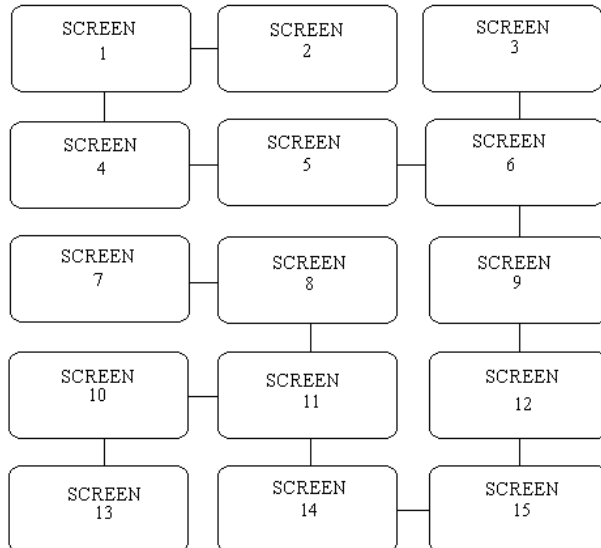 SCREEN
1
SCREEN
2
SCREEN
3
SCREEN
4
SCREEN
5
SCREEN
6
SCREEN
7
SCREEN
8
SCREEN
9
SCREEN
10
SCREEN
11
SCREEN
12
SCREEN
13
SCREEN
14
SCREEN
15